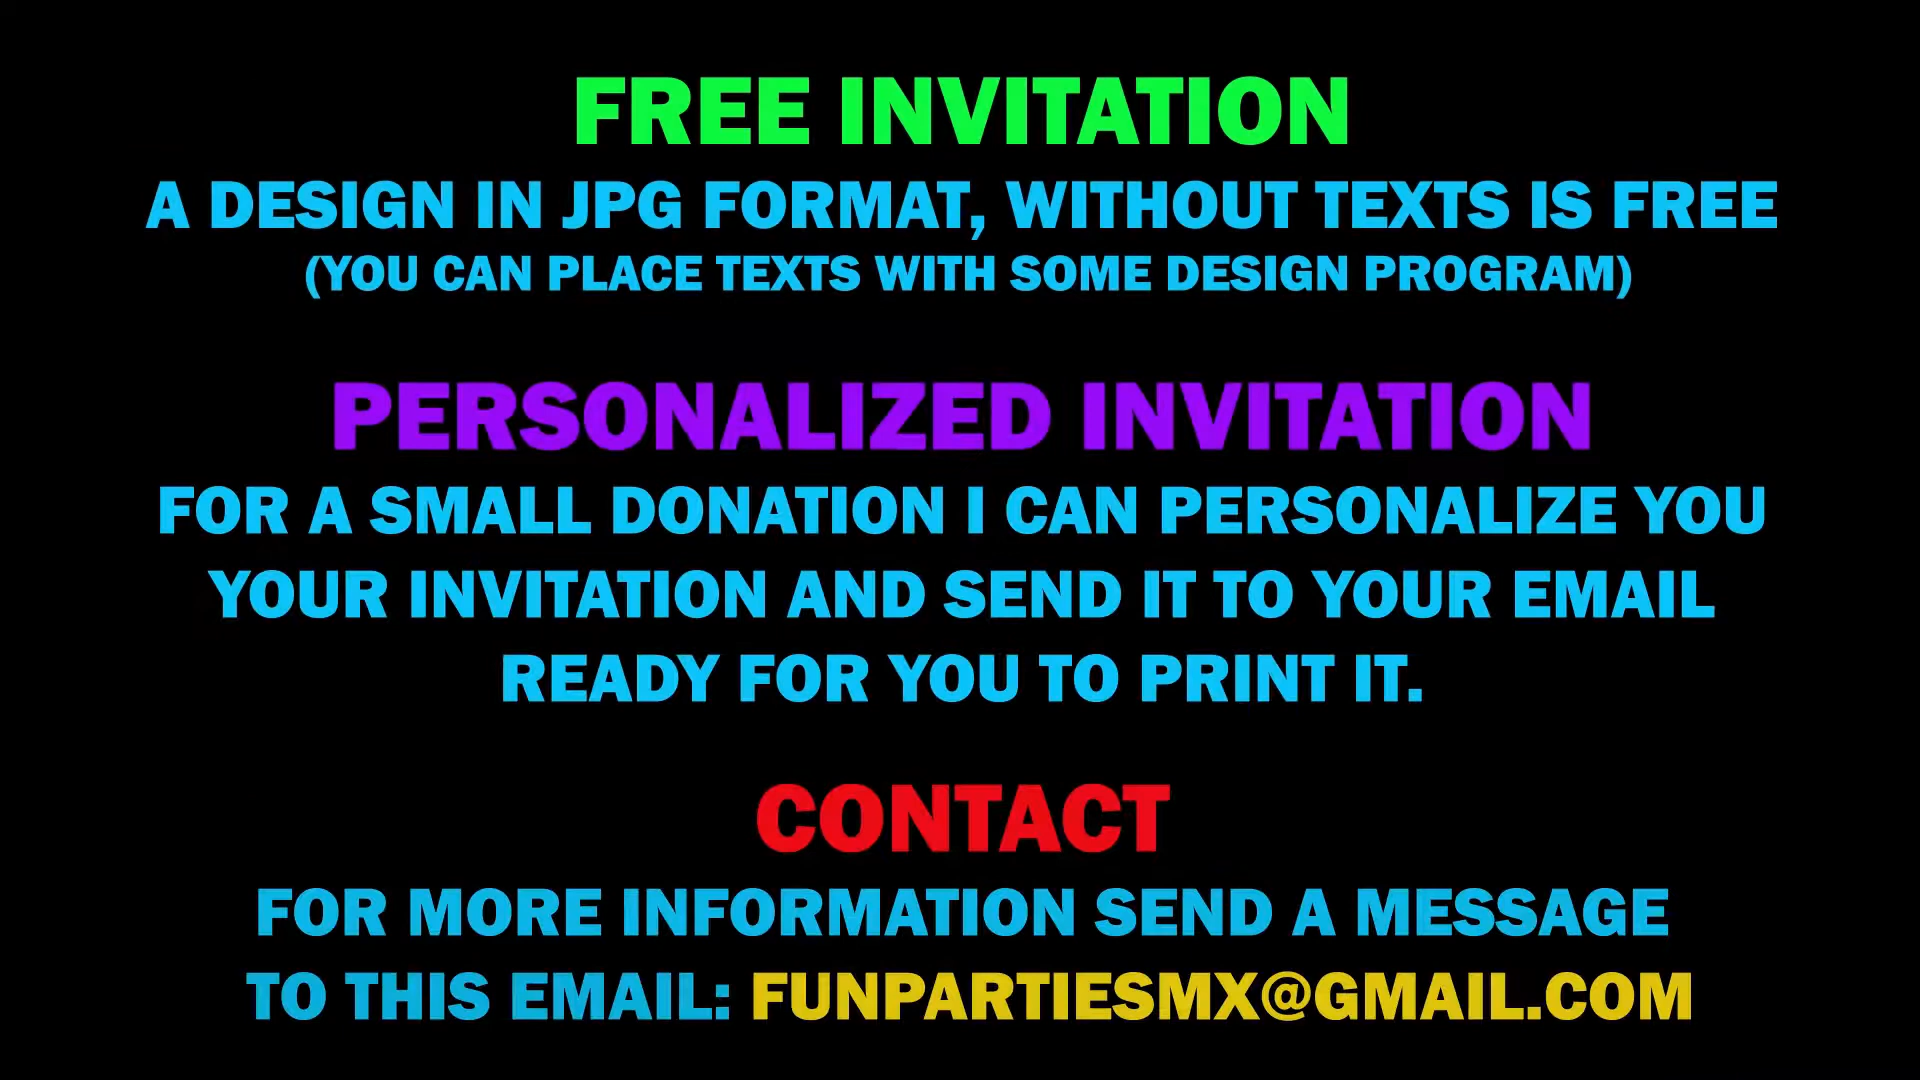 FREE INVITATION
A DESIGN IN JPG FORMAT, WITHOUT TEXTS IS FREE
(YOU CAN PLACE TEXTS WITH SOME DESIGN PROGRAM)
PERSONALIZED INVITATION
FOR A SMALL DONATION I CAN PERSONALIZE YOU
YOUR INVITATION AND SEND IT TO YOUR EMAIL
READY FOR YOU TO PRINT IT.
CONTACT
FOR MORE INFORMATION SEND A MESSAGE
TO THIS EMAIL: FUNPARTIESMX@GMAIL.COM